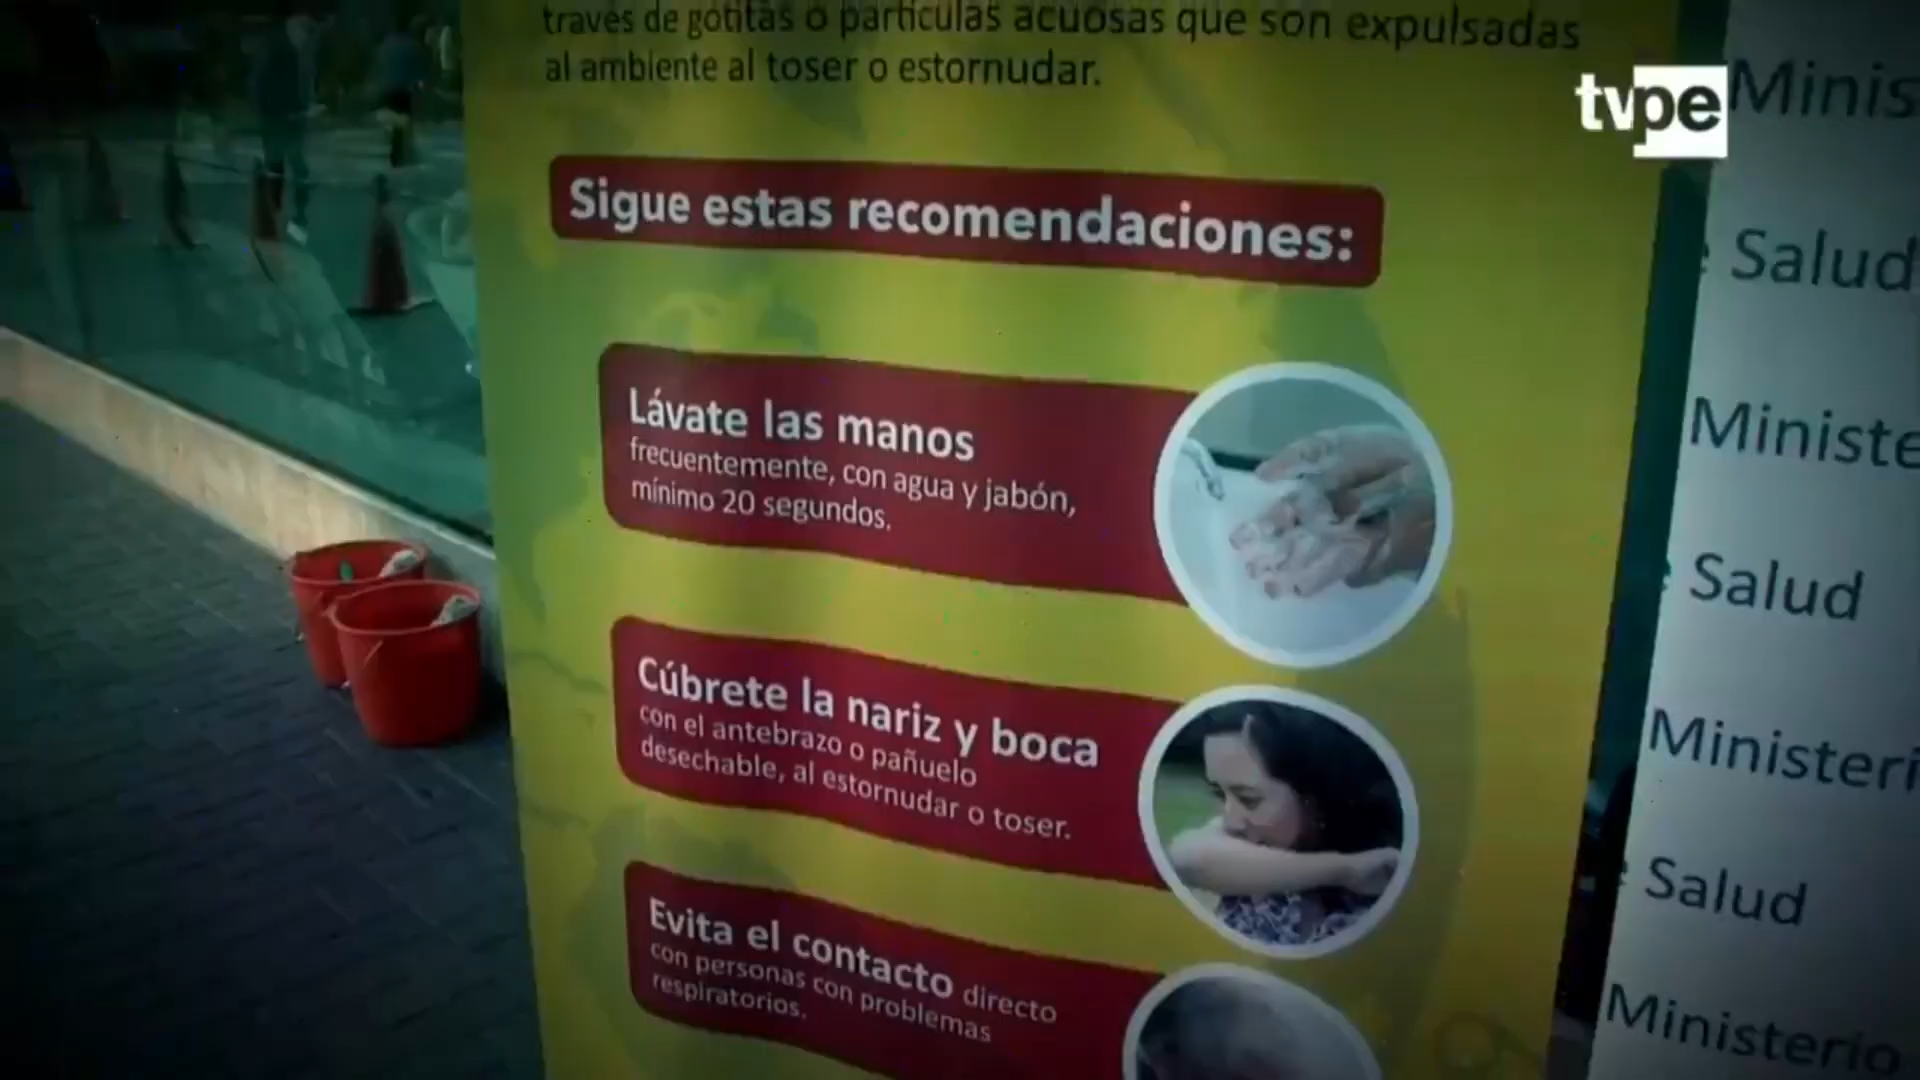 través de gotitas o partículas acuosas que son expulsadas
al ambiente al toser o estornudar.
tvpe
Sigue estas recomendaciones:
Lávate las manos
frecuentemente, con agua y jabón,
mínimo 20 segundos.
Cúbrete la nariz y boca
con el antebrazo o pañuelo
desechable, al estornudar o toser.
Evita el contacto directo
con personas con problemas
respiratorios.
Minis
Salud
Ministe
Salud
Ministeri
Salud
Ministerio